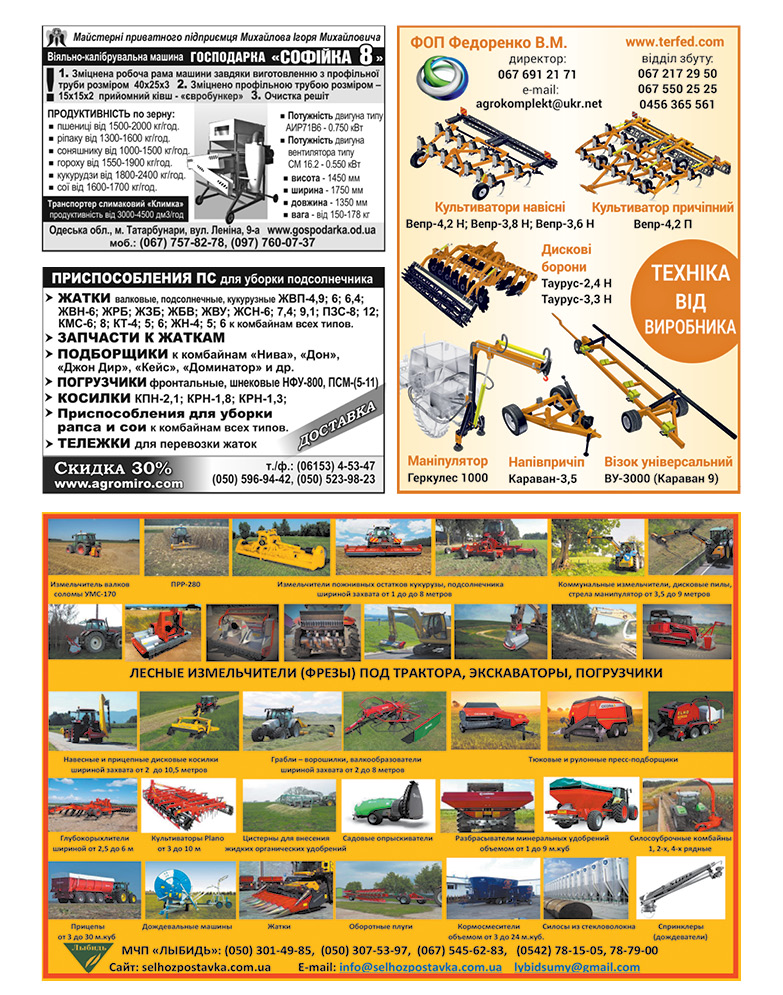 Майстерні приватного підприємця Михайлова Ігоря Михайловича
Віяльно-калібрувальна машина ГОСПОДАРКА «СОФІЙКА 8»
! 1. Зміцнена робоча рама машини завдяки виготовленню з профільної
труби розміром 40х25х3 2. Зміцнено профільною трубою розміром –
15х15х2 прийомний ківш - «євробункер» 3. Очистка решіт
ПРОДУКТИВНІСТЬ по зерну:
▪ пшениці від 1500-2000 кг/год.
▪ ріпаку від 1300-1600 кг/год.
▪ соняшнику від 1000-1500 кг/год.
▪ гороху від 1550-1900 кг/год.
▪ кукурудзи від 1800-2400 кг/год.
▪ сої від 1600-1700 кг/год.
Транспортер слимаковий «Климка»
продуктивність від 3000-4500 дм3/год
▪ Потужність двигуна типу
АИР71В6 - 0.750 кВт
▪ Потужність двигуна
вентилятора типу
СМ 16.2 - 0.550 кВт
▪ висота - 1450 мм
▪ ширина - 1750 мм
▪ довжина - 1350 мм
▪ вага - від 150-178 кг
Одеська обл., м. Татарбунари, вул. Леніна, 9-а www.gospodarka.od.ua
моб.: (067) 757-82-78, (097) 760-07-37
ПРИСПОСОБЛЕНИЯ ПС для уборки подсолнечника
➤ ЖАТКИ валковые, подсолнечные, кукурузные ЖВП-4,9; 6; 6,4;
ЖВН-6; ЖРБ; ЖЗБ; ЖБВ; ЖВУ; ЖСН-6; 7,4; 9,1; ПЗС-8; 12;
КМС-6; 8; КТ-4; 5; 6; ЖН-4; 5; 6 к комбайнам всех типов.
➤ ЗАПЧАСТИ К ЖАТКАМ
➤ ПОДБОРЩИКИ к комбайнам «Нива», «Дон»,
«Джон Дир», «Кейс», «Доминатор» и др.
➤ ПОГРУЗЧИКИ фронтальные, шнековые НФУ-800, ПСМ-(5-11)
➤ КОСИЛКИ КПН-2,1; КРН-1,8; КРН-1,3;
➤ Приспособления для уборки
рапса и сои к комбайнам всех типов.
➤ ТЕЛЕЖКИ для перевозки жаток
ДОСТАВКА
Скидка 30%
www.agromiro.com
т./ф.: (06153) 4-53-47
(050) 596-94-42, (050) 523-98-23
ФОП Федоренко В.М.
директор:
067 691 21 71
e-mail:
agrokomplekt@ukr.net
www.terfed.com
відділ збуту:
067 217 29 50
067 550 25 25
0456 365 561
Культиватори навісні
Вепр-4,2 Н; Вепр-3,8 Н; Вепр-3,6 Н
Культиватор причіпний
Вепр-4,2 П
Дискові
борони
Таурус-2,4 Н
Таурус-3,3 Н
ТЕХНІКА
ВІД
ВИРОБНИКА
Маніпулятор
Геркулес 1000
Напівпричіп
Караван-3,5
Візок універсальний
ВУ-3000 (Караван 9)
Измельчитель валков
соломы УМС-170
ПРР-280
Измельчители пожнивных остатков кукурузы, подсолнечника
шириной захвата от 1 до до 8 метров
Коммунальные измельчители, дисковые пилы,
стрела манипулятор от 3,5 до 9 метров
ЛЕСНЫЕ ИЗМЕЛЬЧИТЕЛИ (ФРЕЗЫ) ПОД ТРАКТОРА, ЭКСКАВАТОРЫ, ПОГРУЗЧИКИ
Навесные и прицепные дисковые косилки
шириной захвата от 2 до 10,5 метров
Грабли – ворошилки, валкообразователи
шириной захвата от 2 до 8 метров
Тюковые и рулонные пресс-подборщики
Глубокорыхлители
шириной от 2,5 до 6 м
Культиваторы Plano
от 3 до 10 м
Цистерны для внесения
жидких органических удобрений
Садовые опрыскиватели
Разбрасыватели минеральных удобрений
объемом от 1 до 9 м.куб
Силосоуброчные комбайны
1, 2-х, 4-х рядные
Прицепы
от 3 до 30 м.куб
Дождевальные машины
Жатки
Оборотные плуги
Кормосмесители
объемом от 3 до 24 м.куб.
Силосы из стекловолокна
Спринклеры
(дождеватели)
Лыбидь
МЧП «ЛЫБИДЬ»: (050) 301-49-85, (050) 307-53-97, (067) 545-62-83, (0542) 78-15-05, 78-79-00
Сайт: selhozpostavka.com.ua E-mail: info@selhozpostavka.com.ua lybidsumy@gmail.com